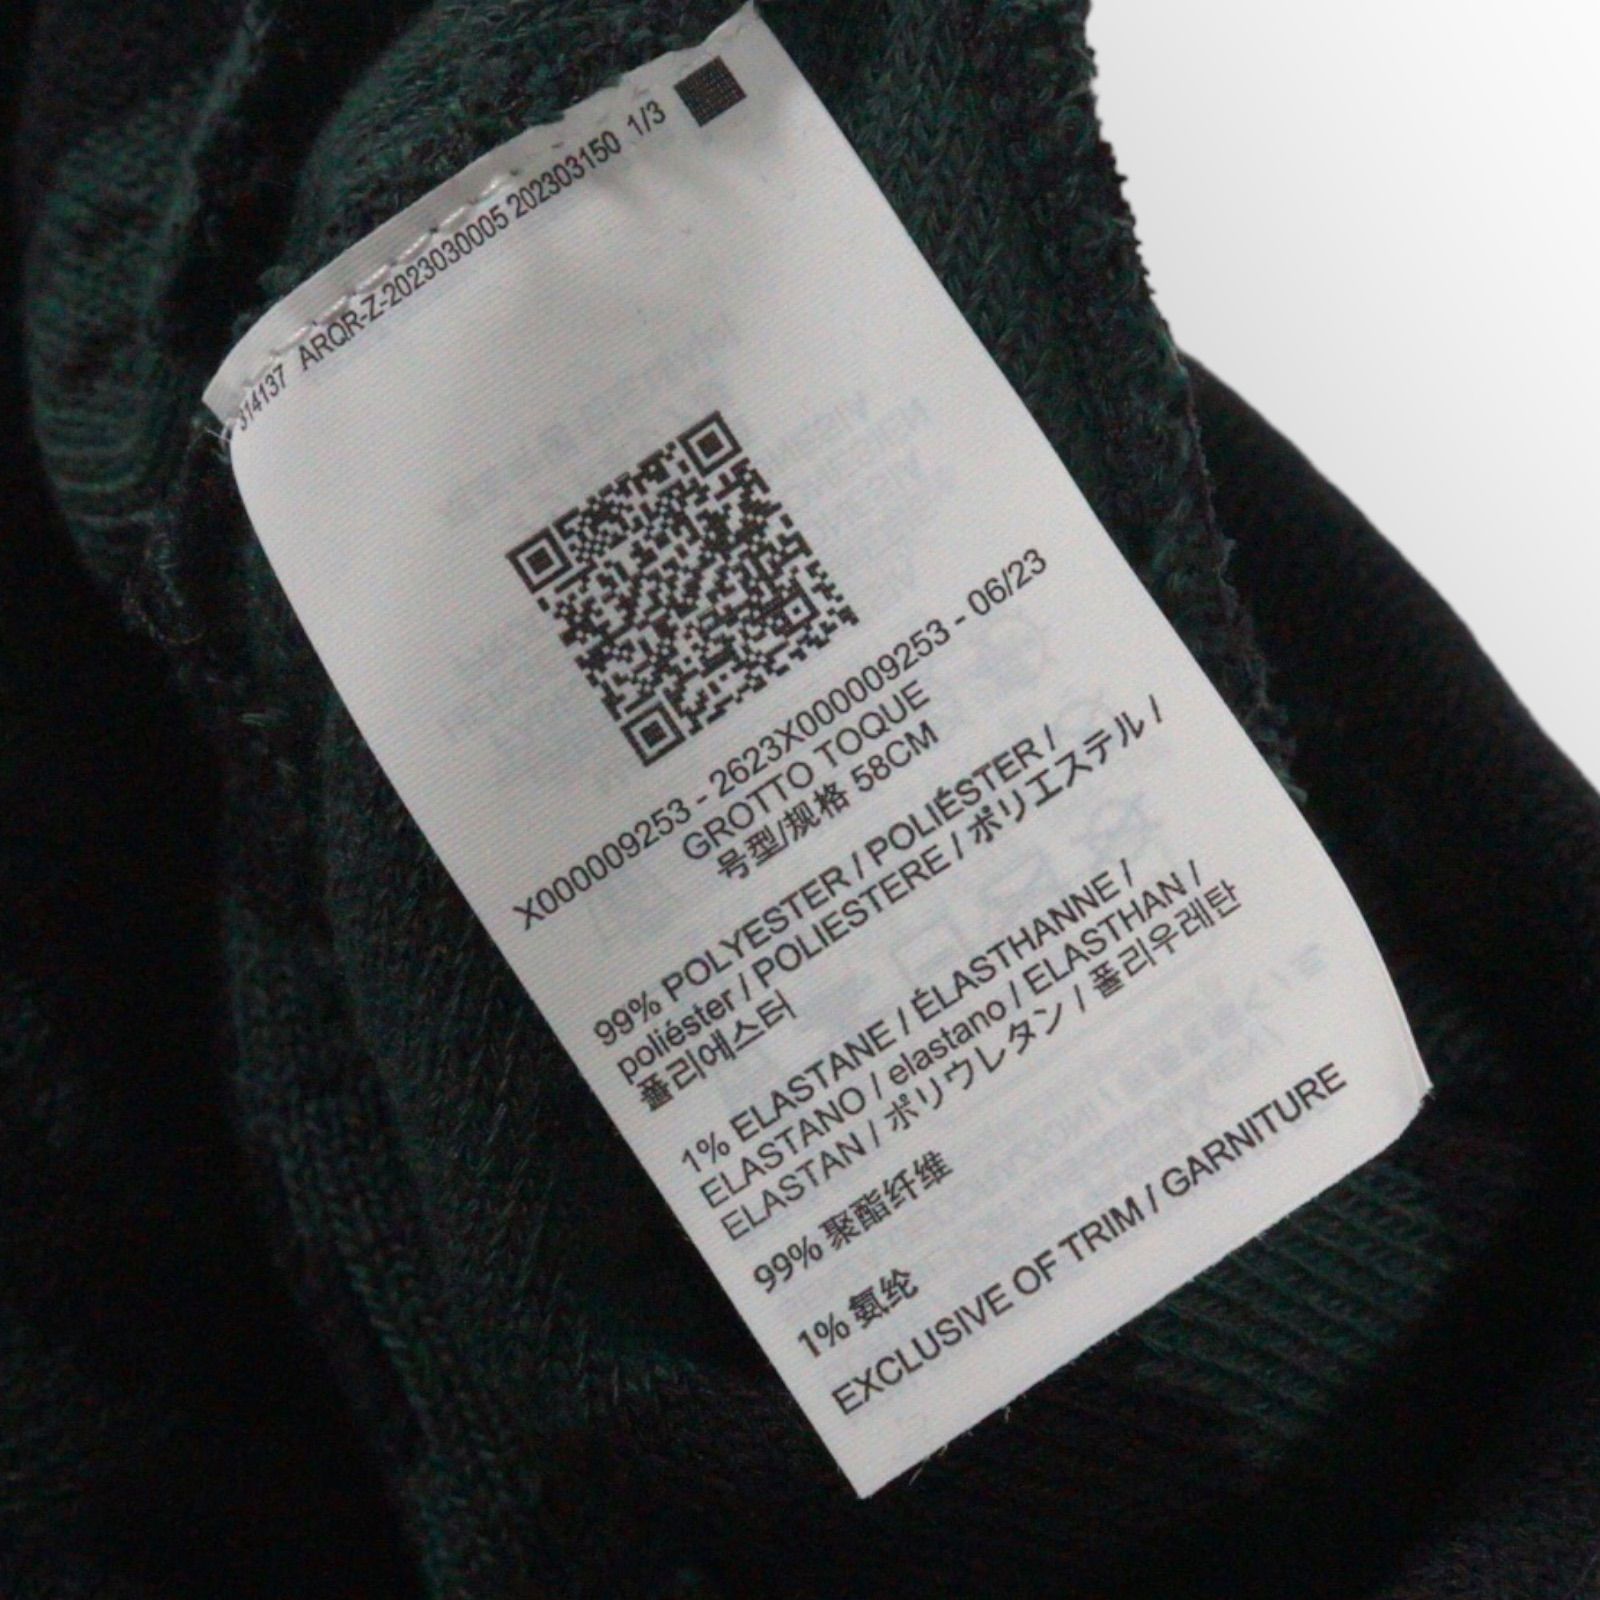 314137 ARQR-Z-2023030005 202303150 1/3
X000009253 - 2623X000009253 - 06/23
GROTTO TOQUE
号型/规格 58CM
99% POLYESTER / POLIÉSTER /
poliéster / POLIESTERE / ポリエステル /
폴리에스터
1% ELASTANE / ÉLASTHANNE /
ELASTANO / elastano / ELASTHAN /
ELASTAN / ポリウレタン / 폴리우레탄
99% 聚酯纤维
1% 氨纶
EXCLUSIVE OF TRIM / GARNITURE